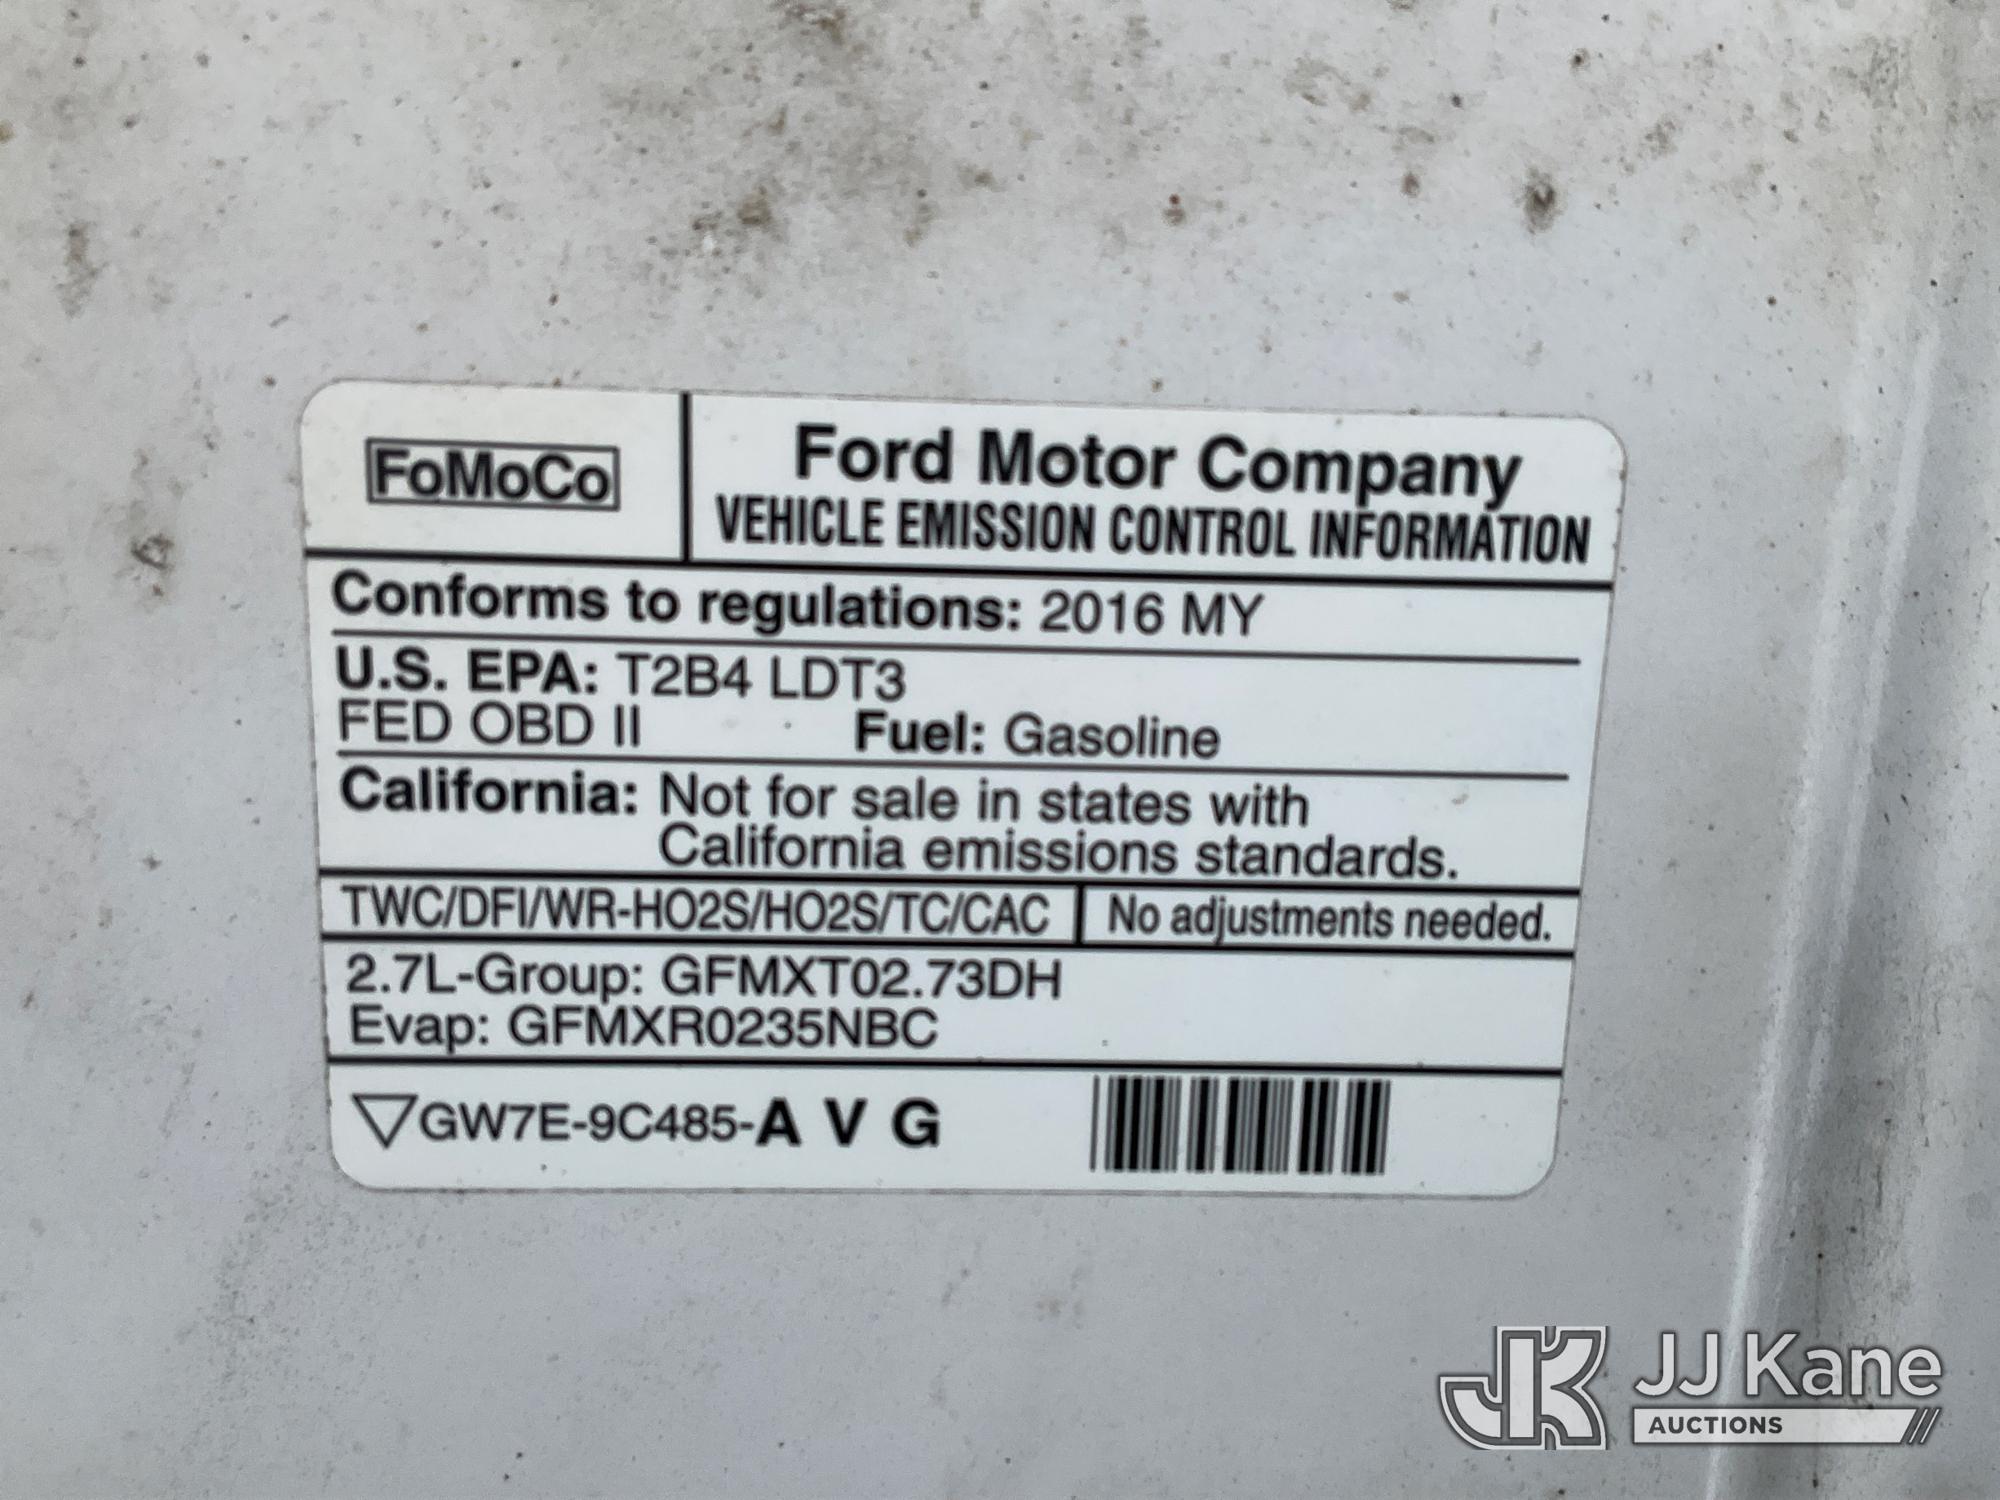 FoMoCo
Ford Motor Company
VEHICLE EMISSION CONTROL INFORMATION
Conforms to regulations: 2016 MY
U.S. EPA: T2B4 LDT3
FED OBD II Fuel: Gasoline
California: Not for sale in states with
California emissions standards.
TWC/DFI/WR-HO2S/HO2S/TC/CAC No adjustments needed.
2.7L-Group: GFMXT02.73DH
Evap: GFMXR0235NBC
GW7E-9C485-A V G
JK JJ Kane
AUCTIONS